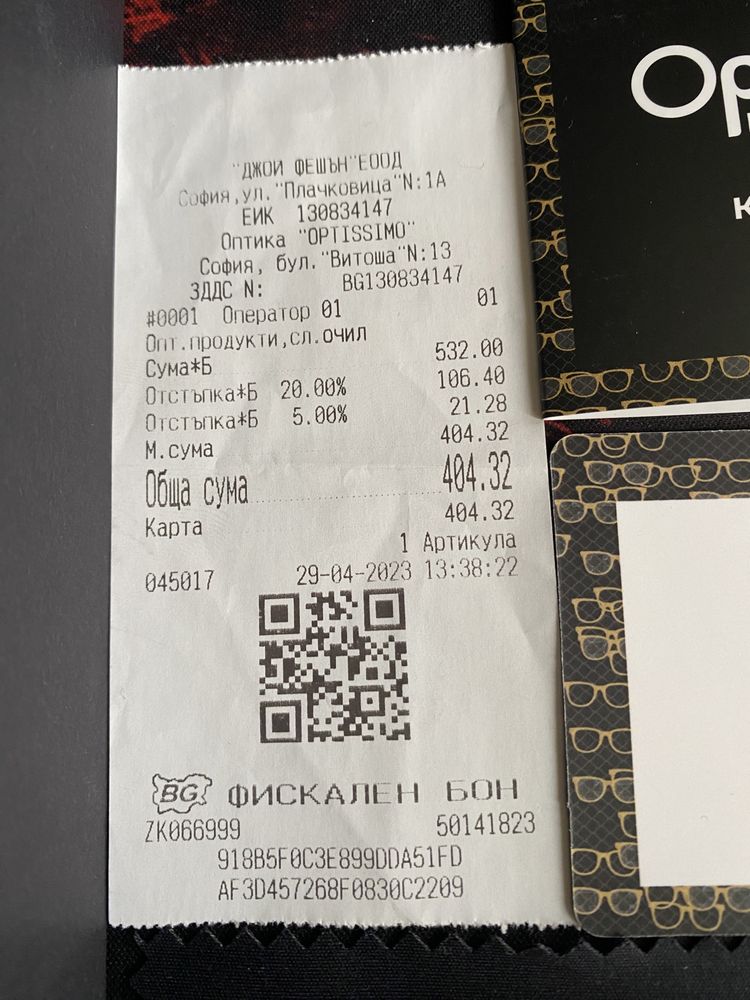 "ДЖОЙ ФЕШЪН"ЕООД
София,ул."Плачковица"N:1А
ЕИК 130834147
Оптика "OPTISSIMO"
София, бул."Витоша"N:13
ЗДДС N: BG130834147
#0001 Оператор 01 01
Опт.продукти,сл.очил
Сума*Б 532.00
Отстъпка*Б 20.00% 106.40
Отстъпка*Б 5.00% 21.28
М.сума 404.32
Обща сума 404.32
Карта 404.32
1 Артикула
045017 29-04-2023 13:38:22
BG ФИСКАЛЕН БОН
ZK066999 50141823
918B5F0C3E899DDA51FD
AF3D457268F0830C2209
Op